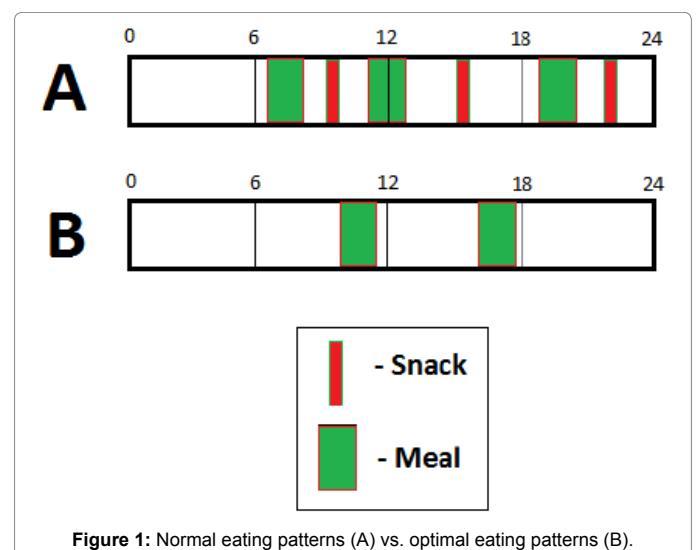 0 6 12 18 24
A
0 6 12 18 24
B
- Snack
- Meal
Figure 1: Normal eating patterns (A) vs. optimal eating patterns (B).